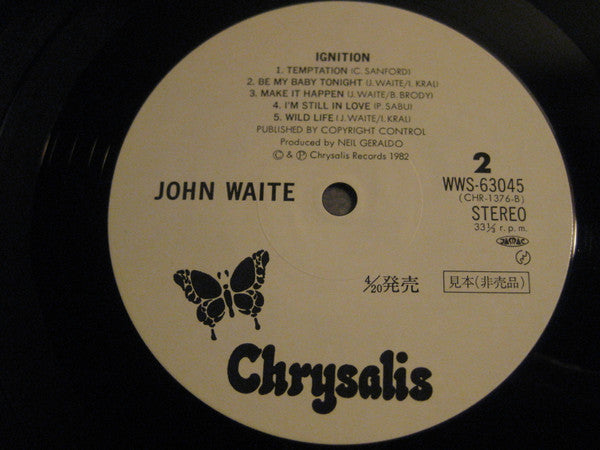 IGNITION
1. TEMPTATION (C. SANFORD)
2. BE MY BABY TONIGHT (J. WAITE/I. KRAL)
3. MAKE IT HAPPEN (J. WAITE/B. BRODY)
4. I'M STILL IN LOVE (P. SABU)
5. WILD LIFE (J. WAITE/I. KRAL)
PUBLISHED BY COPYRIGHT CONTROL
Produced by NEIL GERALDO
© & ℗ Chrysalis Records 1982
JOHN WAITE
2
WWS-63045
(CHR-1376-B)
STEREO
33⅓ r. p. m.
JASRAC
4/20発売
見本(非売品)
Chrysalis